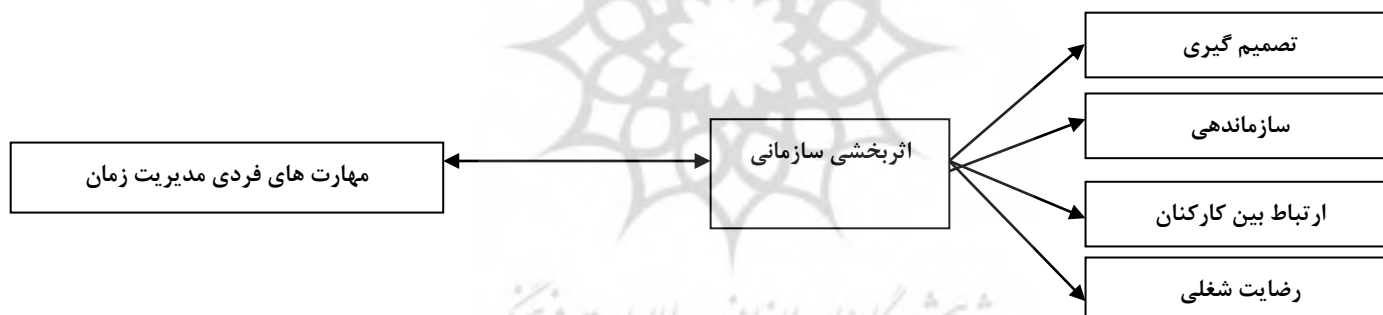 تصمیم گیری
سازماندهی
اثربخشی سازمانی
مهارت های فردی مدیریت زمان
ارتباط بین کارکنان
رضایت شغلی